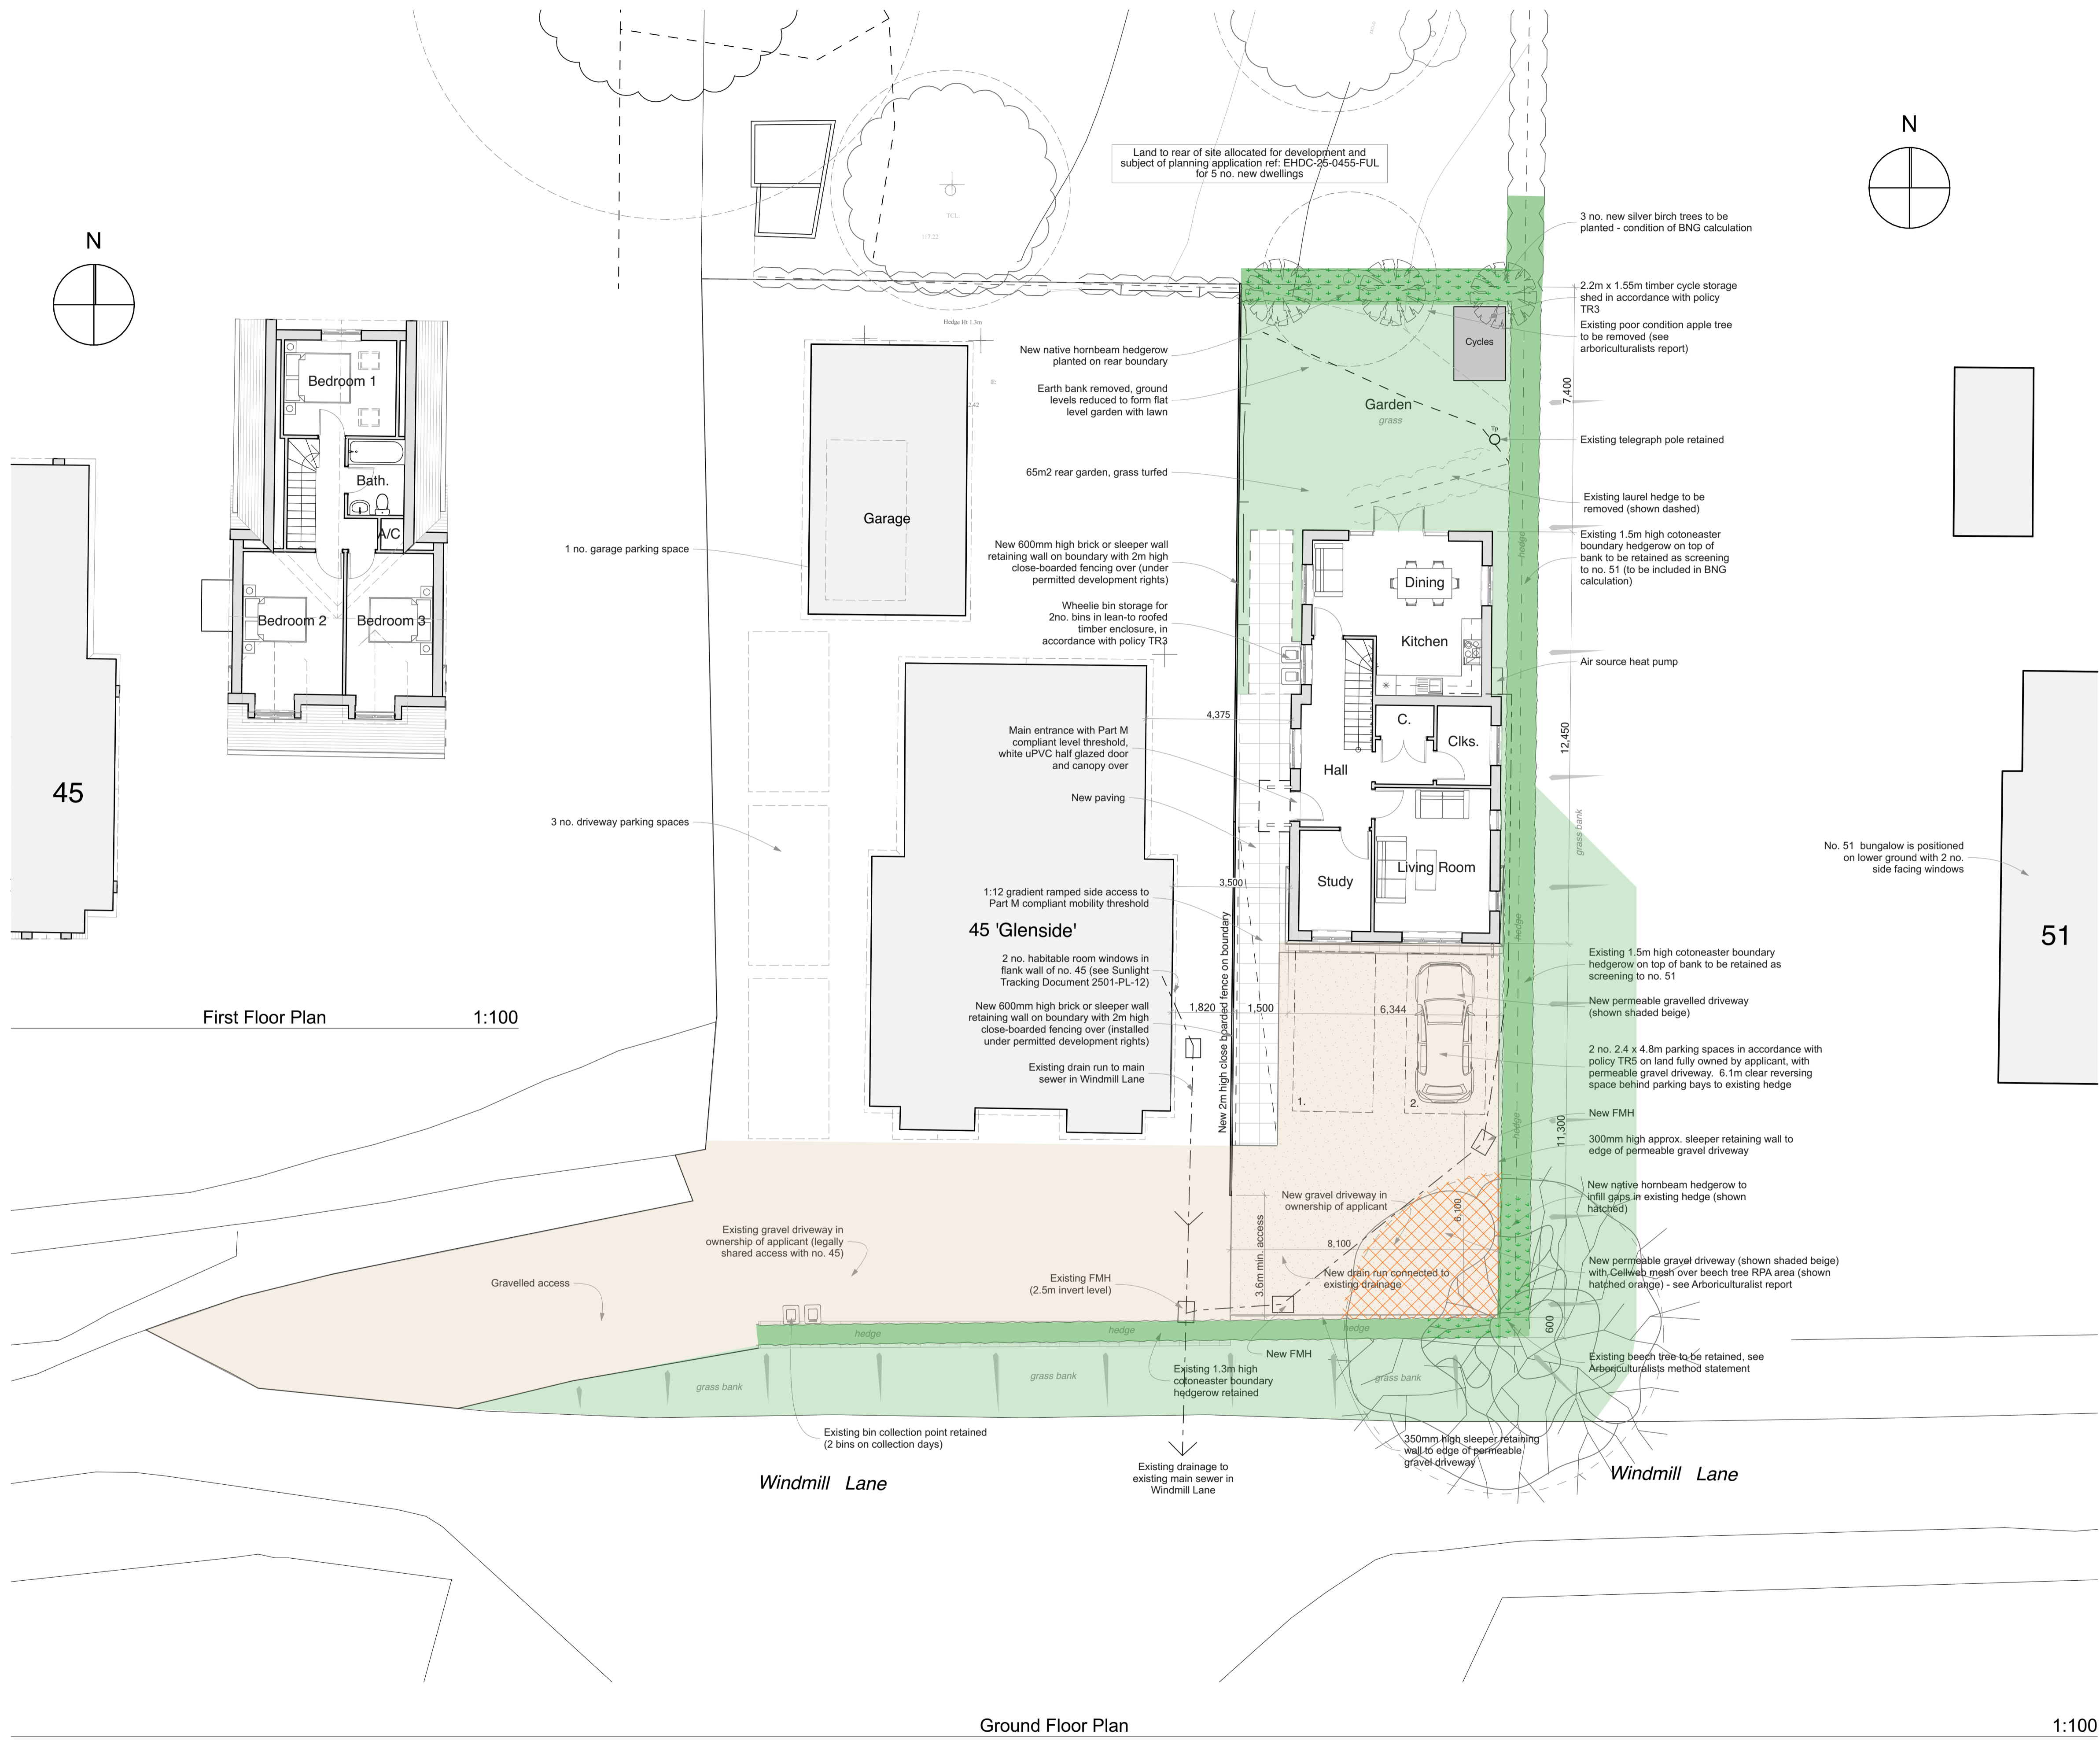 N
N
Land to rear of site allocated for development and
subject of planning application ref: EHDC-25-0455-FUL
for 5 no. new dwellings
TCL:
117.22
Hedge Ht 1.3m
3 no. new silver birch trees to be
planted - condition of BNG calculation
2.2m x 1.55m timber cycle storage
shed in accordance with policy
TR3
Existing poor condition apple tree
to be removed (see
arboriculturalists report)
Cycles
New native hornbeam hedgerow
planted on rear boundary
Earth bank removed, ground
levels reduced to form flat
level garden with lawn
Garden
grass
7,400
Tp
Existing telegraph pole retained
65m2 rear garden, grass turfed
Existing laurel hedge to be
removed (shown dashed)
Bedroom 1
Bath.
A/C
Bedroom 2
Bedroom 3
45
First Floor Plan
1:100
Garage
1 no. garage parking space
New 600mm high brick or sleeper wall
retaining wall on boundary with 2m high
close-boarded fencing over (under
permitted development rights)
Existing 1.5m high cotoneaster
boundary hedgerow on top of
bank to be retained as screening
to no. 51 (to be included in BNG
calculation)
hedge
Dining
Kitchen
Wheelie bin storage for
2no. bins in lean-to roofed
timber enclosure, in
accordance with policy TR3
Air source heat pump
4,375
C.
Clks.
12,450
Main entrance with Part M
compliant level threshold,
white uPVC half glazed door
and canopy over
Hall
New paving
3 no. driveway parking spaces
grass bank
No. 51 bungalow is positioned
on lower ground with 2 no.
side facing windows
Study
Living Room
3,500
1:12 gradient ramped side access to
Part M compliant mobility threshold
45 'Glenside'
51
hedge
2 no. habitable room windows in
flank wall of no. 45 (see Sunlight
Tracking Document 2501-PL-12)
Existing 1.5m high cotoneaster boundary
hedgerow on top of bank to be retained as
screening to no. 51
New 600mm high brick or sleeper wall
retaining wall on boundary with 2m high
close-boarded fencing over (installed
under permitted development rights)
1,820
1,500
6,344
New permeable gravelled driveway
(shown shaded beige)
New 2m high close boarded fence on boundary
Existing drain run to main
sewer in Windmill Lane
2 no. 2.4 x 4.8m parking spaces in accordance with
policy TR5 on land fully owned by applicant, with
permeable gravel driveway. 6.1m clear reversing
space behind parking bays to existing hedge
1.
2.
New FMH
hedge
11,300
300mm high approx. sleeper retaining wall to
edge of permeable gravel driveway
New native hornbeam hedgerow to
infill gaps in existing hedge (shown
hatched)
New gravel driveway in
ownership of applicant
6,100
Existing gravel driveway in
ownership of applicant (legally
shared access with no. 45)
3.6m min. access
8,100
New permeable gravel driveway (shown shaded beige)
with Cellweb mesh over beech tree RPA area (shown
hatched orange) - see Arboriculturalist report
Gravelled access
Existing FMH
(2.5m invert level)
New drain run connected to
existing drainage
600
hedge
hedge
hedge
New FMH
Existing beech tree to be retained, see
Arboriculturalists method statement
Existing 1.3m high
cotoneaster boundary
hedgerow retained
grass bank
grass bank
grass bank
Existing bin collection point retained
(2 bins on collection days)
350mm high sleeper retaining
wall to edge of permeable
gravel driveway
Existing drainage to
existing main sewer in
Windmill Lane
Windmill Lane
Windmill Lane
Ground Floor Plan
1:100